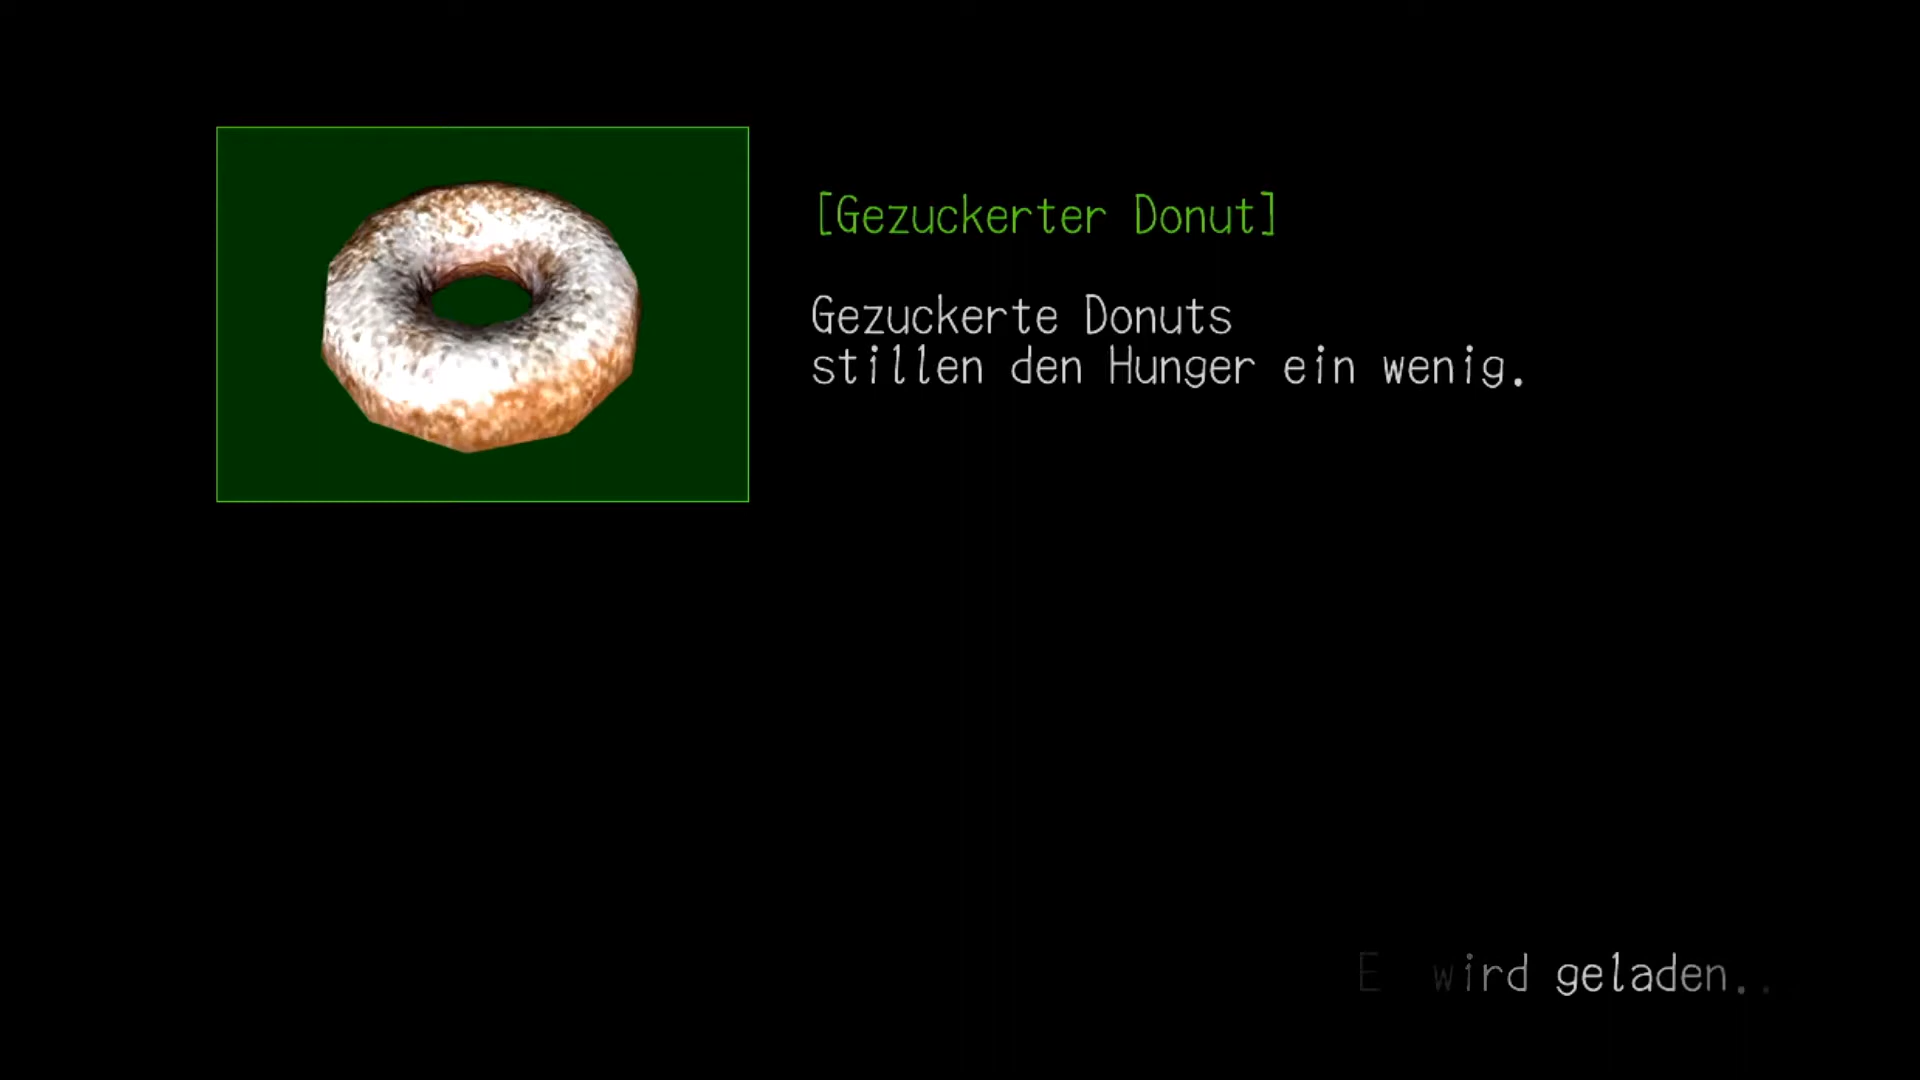 [Gezuckerter Donut]
Gezuckerte Donuts
stillen den Hunger ein wenig.
E  wird geladen..